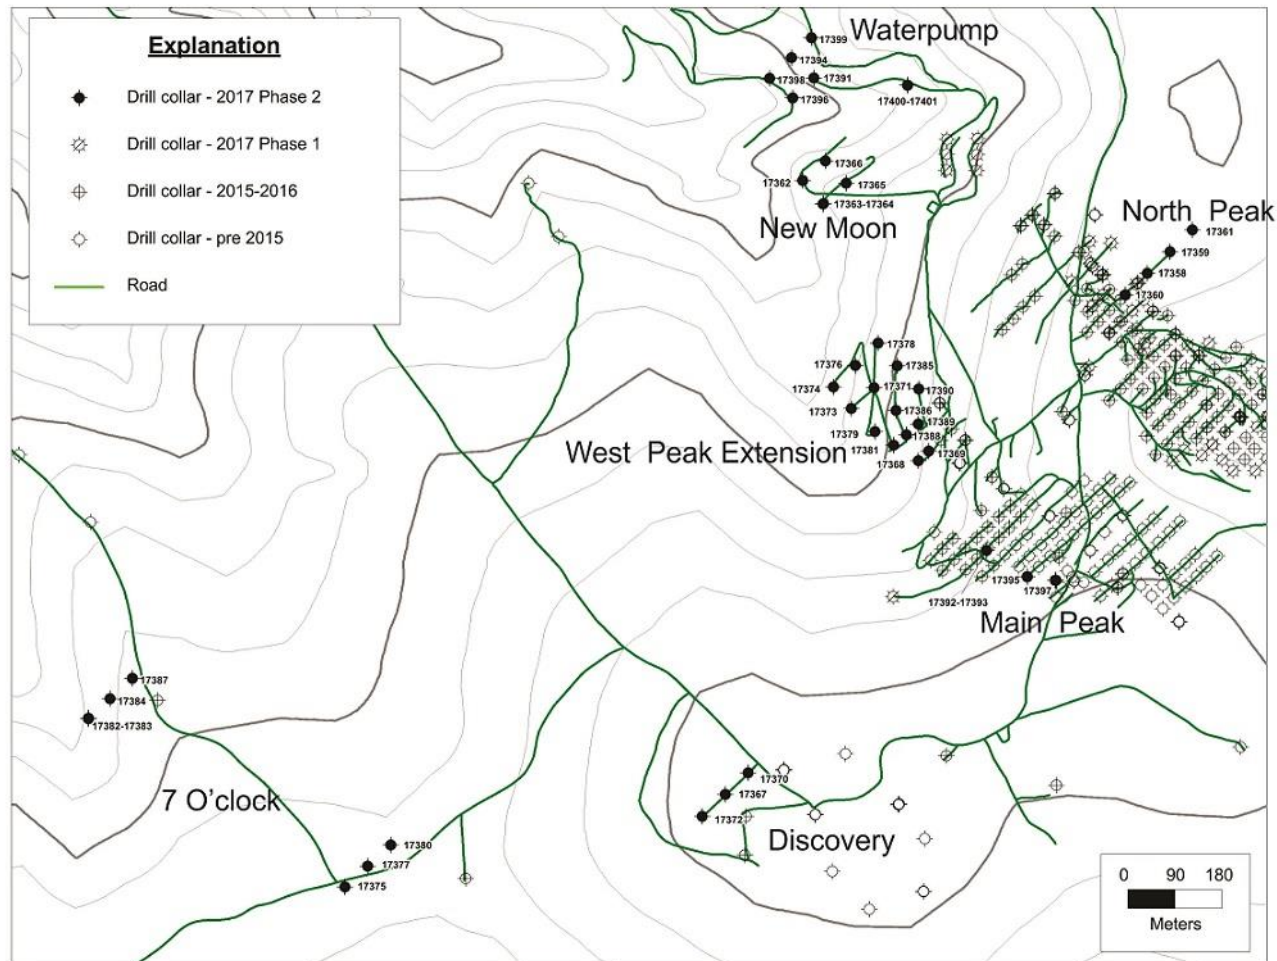 Explanation
Drill collar - 2017 Phase 2
Drill collar - 2017 Phase 1
Drill collar - 2015-2016
Drill collar - pre 2015
Road
Waterpump
17399
17394
17398
17391
17396
17400-17401
17366
17362
17365
17363-17364
New Moon
North Peak
17361
17359
17358
17360
17378
17376
17385
17374
17371
17390
17373
17386
17389
17379
17388
17381
17369
17368
West Peak Extension
17395
17397
17392-17393
Main Peak
17387
17384
17382-17383
7 O'clock
17370
17367
17372
Discovery
17380
17377
17375
0 90 180
Meters